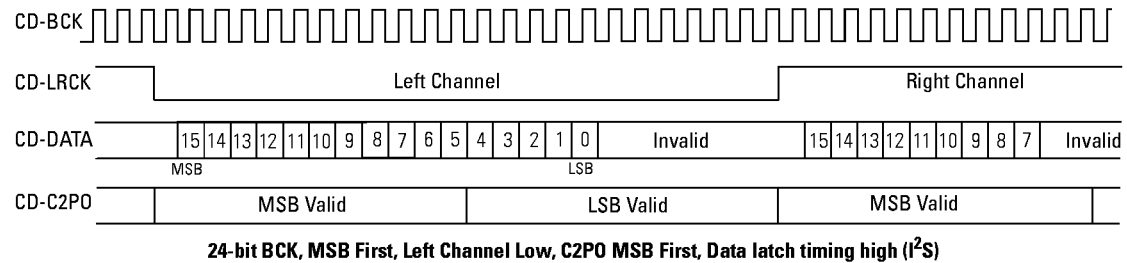 CD-BCK
CD-LRCK Left Channel Right Channel
CD-DATA 15 14 13 12 11 10 9 8 7 6 5 4 3 2 1 0 Invalid 15 14 13 12 11 10 9 8 7 Invalid
MSB LSB
CD-C2PO MSB Valid LSB Valid MSB Valid
24-bit BCK, MSB First, Left Channel Low, C2PO MSB First, Data latch timing high (I²S)